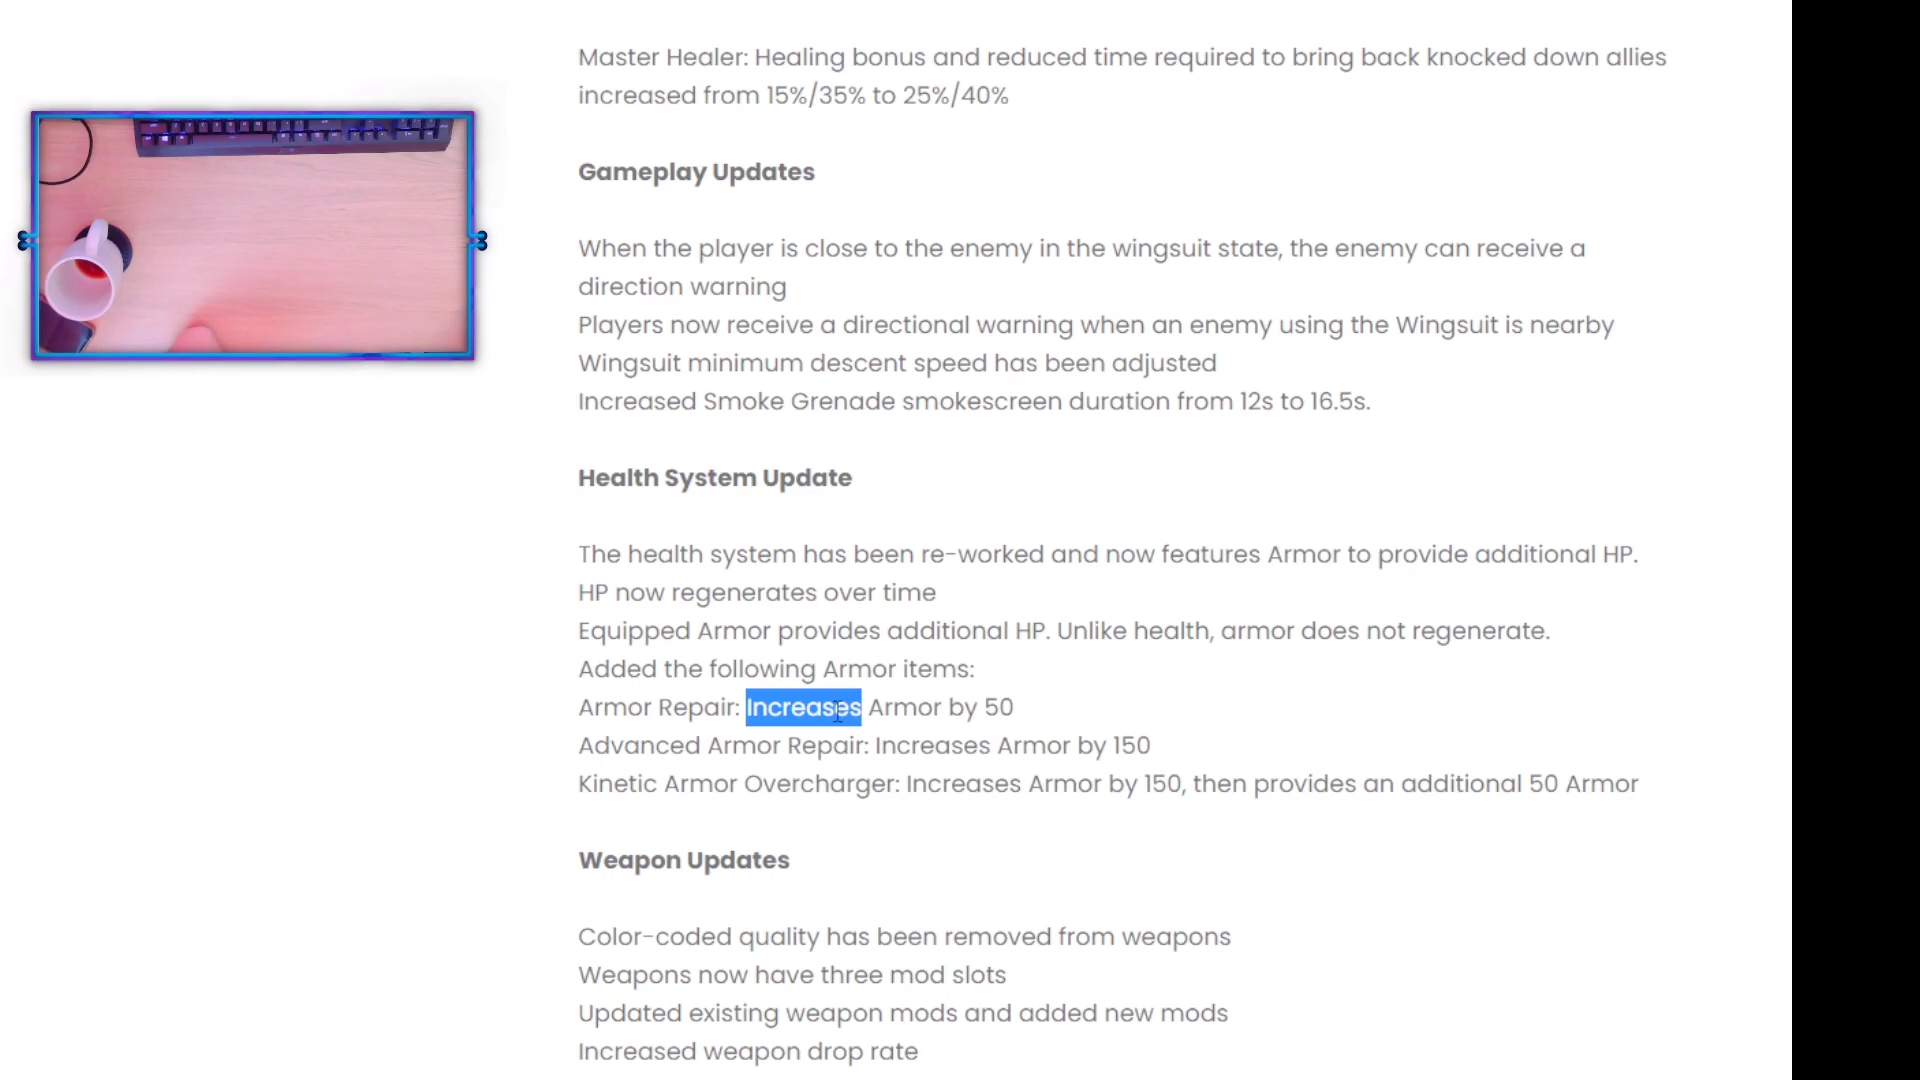 Master Healer: Healing bonus and reduced time required to bring back knocked down allies
increased from 15%/35% to 25%/40%
Gameplay Updates
When the player is close to the enemy in the wingsuit state, the enemy can receive a
direction warning
Players now receive a directional warning when an enemy using the Wingsuit is nearby
Wingsuit minimum descent speed has been adjusted
Increased Smoke Grenade smokescreen duration from 12s to 16.5s.
Health System Update
The health system has been re-worked and now features Armor to provide additional HP.
HP now regenerates over time
Equipped Armor provides additional HP. Unlike health, armor does not regenerate.
Added the following Armor items:
Armor Repair: Increases Armor by 50
Advanced Armor Repair: Increases Armor by 150
Kinetic Armor Overcharger: Increases Armor by 150, then provides an additional 50 Armor
Weapon Updates
Color-coded quality has been removed from weapons
Weapons now have three mod slots
Updated existing weapon mods and added new mods
Increased weapon drop rate